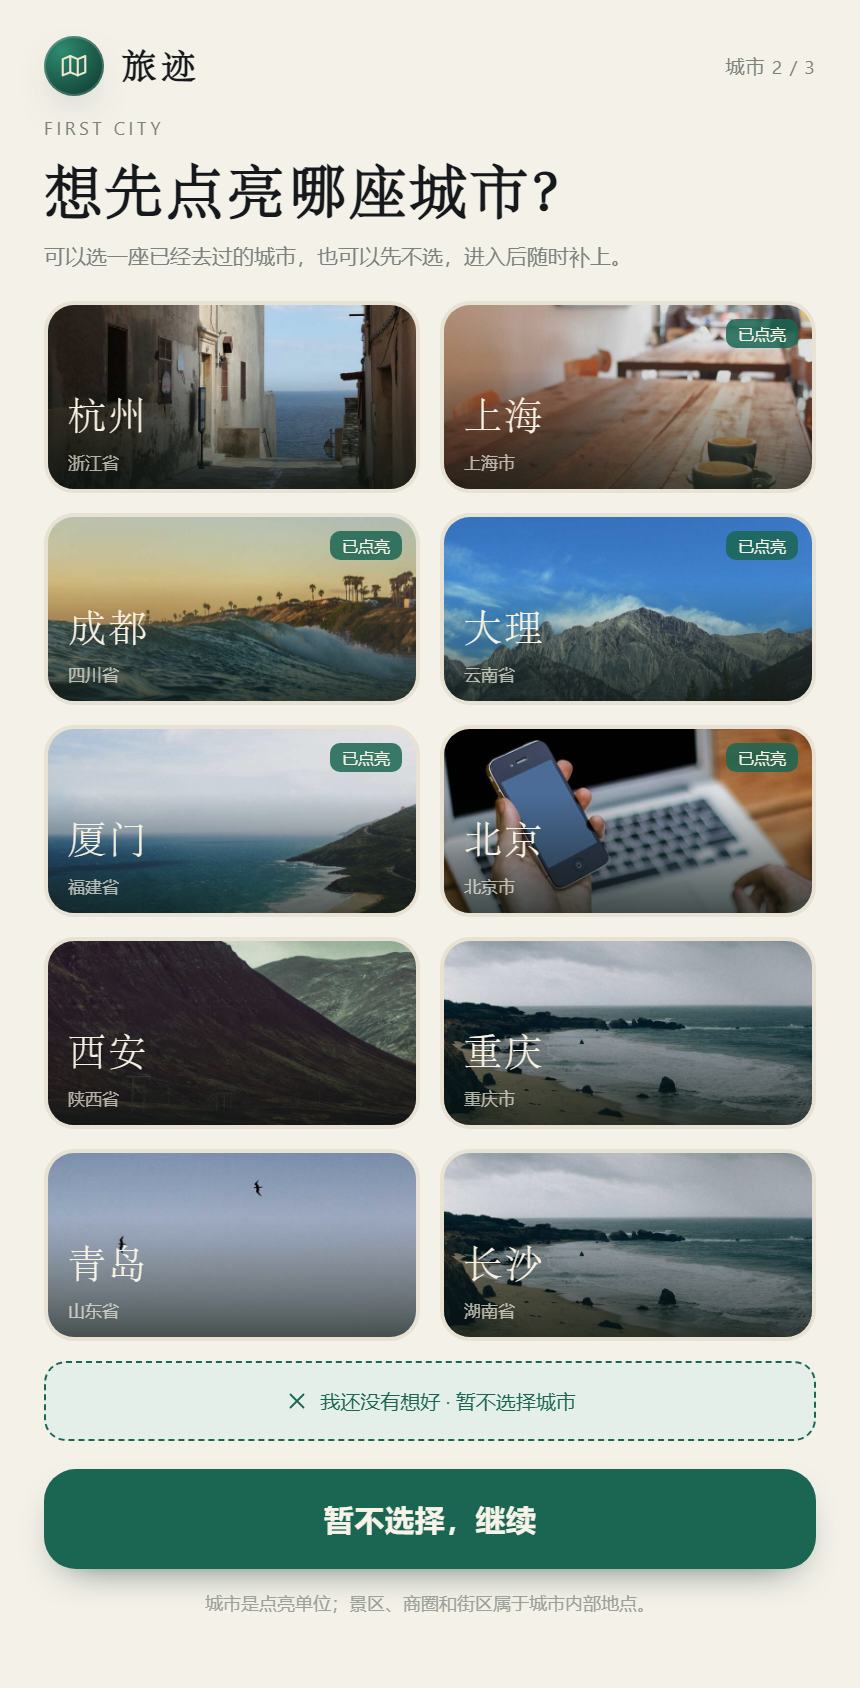 旅迹
城市 2 / 3
FIRST CITY
想先点亮哪座城市?
可以选一座已经去过的城市，也可以先不选，进入后随时补上。
杭州
浙江省
已点亮
上海
上海市
已点亮
成都
四川省
已点亮
大理
云南省
已点亮
厦门
福建省
已点亮
北京
北京市
西安
陕西省
重庆
重庆市
青岛
山东省
长沙
湖南省
我还没有想好 · 暂不选择城市
暂不选择，继续
城市是点亮单位；景区、商圈和街区属于城市内部地点。